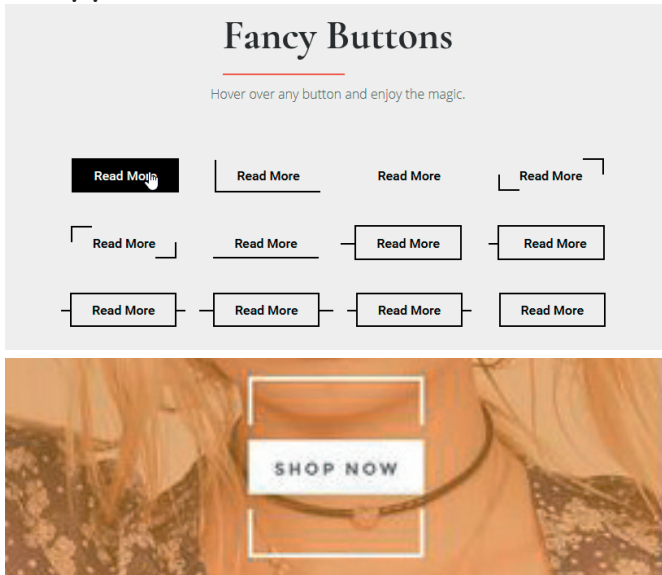 Fancy Buttons
Hover over any button and enjoy the magic.
Read More Read More Read More Read More
Read More Read More Read More Read More
Read More Read More Read More Read More
SHOP NOW